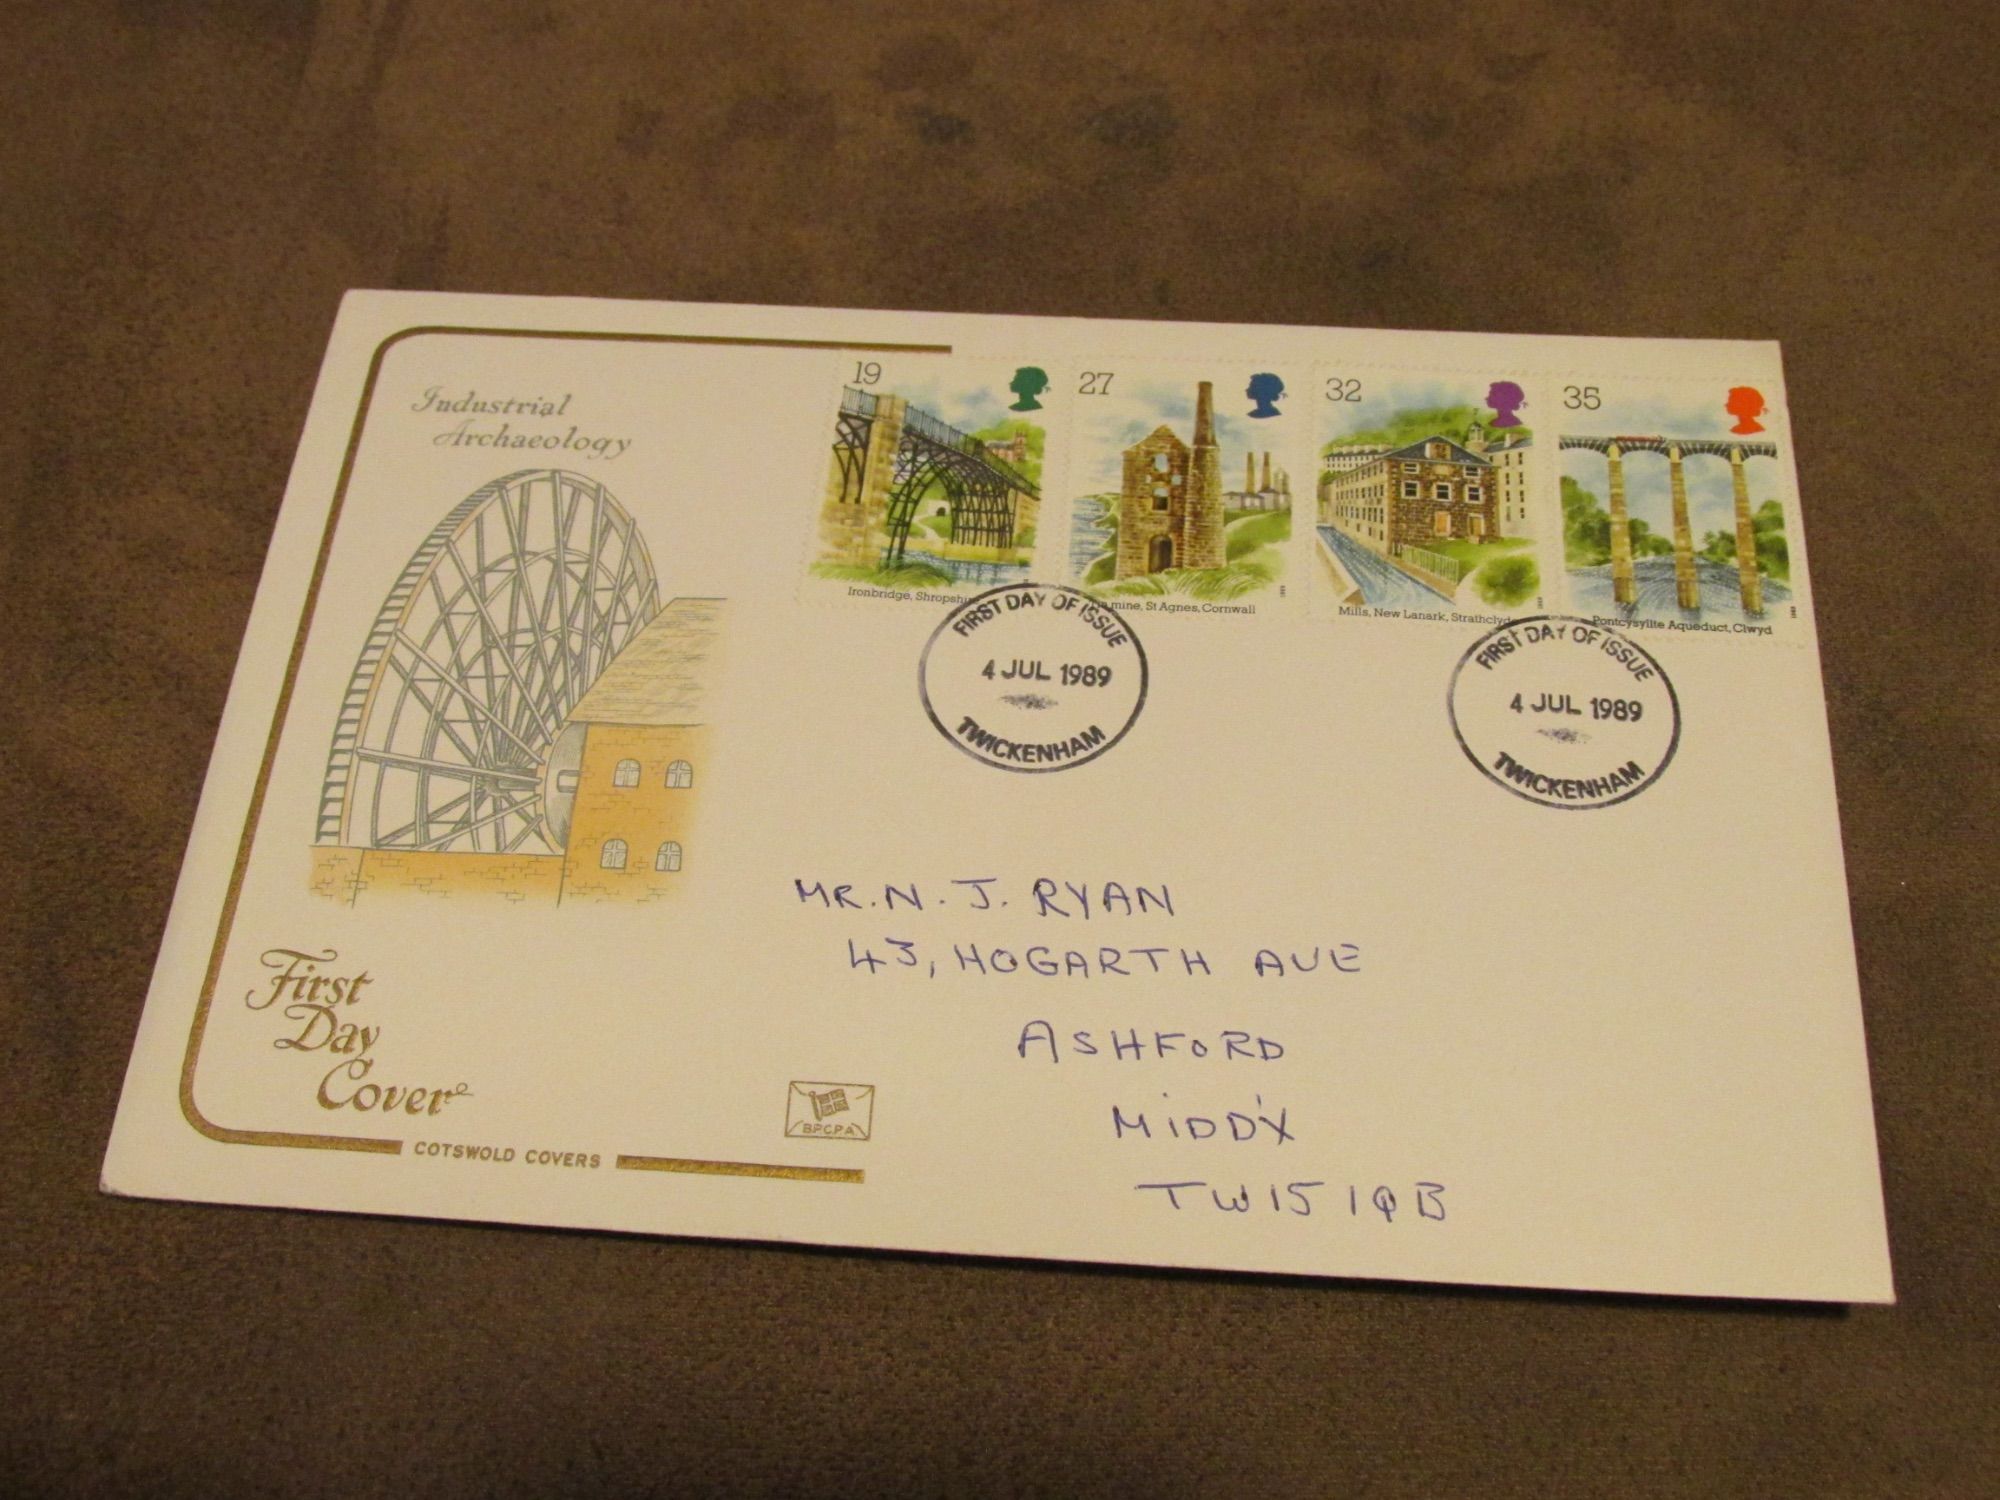 Industrial
Archaeology
19
27
32
35
Ironbridge, Shropshi
mine, St Agnes, Cornwall
Mills, New Lanark, Strathclyde
Pontcysyllte Aqueduct, Clwyd
FIRST DAY OF ISSUE
4 JUL 1989
TWICKENHAM
FIRST DAY OF ISSUE
4 JUL 1989
TWICKENHAM
MR. N. J. RYAN
43, HOGARTH AVE
ASHFORD
MIDD'X
TW15 1QB
First
Day
Cover
B.P.C.P.A.
COTSWOLD COVERS